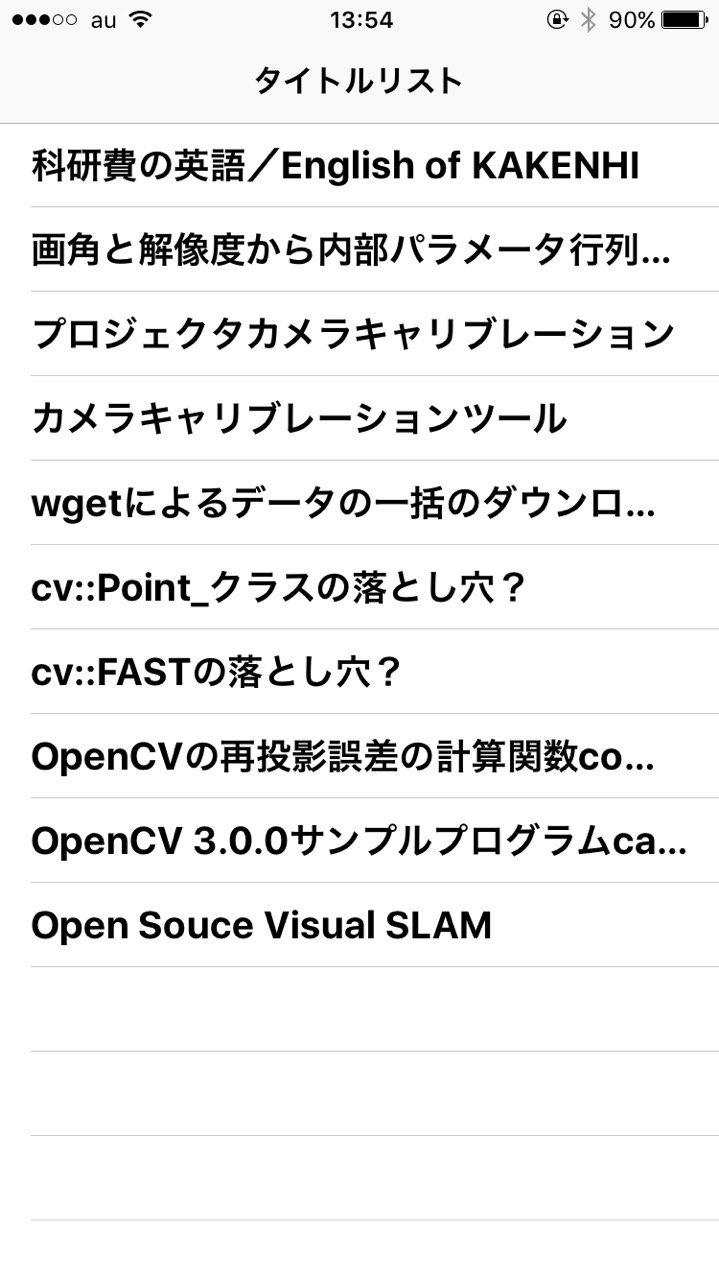 au 13:54 90%
タイトルリスト
科研費の英語／English of KAKENHI
画角と解像度から内部パラメータ行列...
プロジェクタカメラキャリブレーション
カメラキャリブレーションツール
wgetによるデータの一括のダウンロ...
cv::Point_クラスの落とし穴？
cv::FASTの落とし穴？
OpenCVの再投影誤差の計算関数co...
OpenCV 3.0.0サンプルプログラムca...
Open Souce Visual SLAM